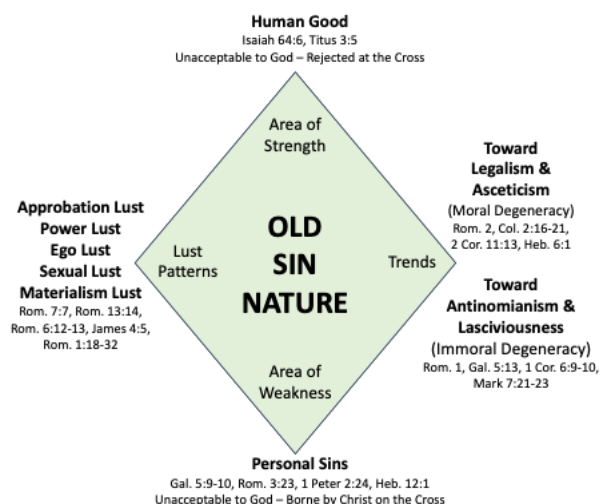 Human Good
Isaiah 64:6, Titus 3:5
Unacceptable to God – Rejected at the Cross
Area of
Strength
Approbation Lust
Power Lust
Ego Lust
Sexual Lust
Materialism Lust
Rom. 7:7, Rom. 13:14,
Rom. 6:12-13, James 4:5,
Rom. 1:18-32
Lust
Patterns
OLD
SIN
NATURE
Trends
Toward
Legalism &
Asceticism
(Moral Degeneracy)
Rom. 2, Col. 2:16-21,
2 Cor. 11:13, Heb. 6:1
Toward
Antinomianism &
Lasciviousness
(Immoral Degeneracy)
Rom. 1, Gal. 5:13, 1 Cor. 6:9-10,
Mark 7:21-23
Area of
Weakness
Personal Sins
Gal. 5:9-10, Rom. 3:23, 1 Peter 2:24, Heb. 12:1
Unacceptable to God – Borne by Christ on the Cross